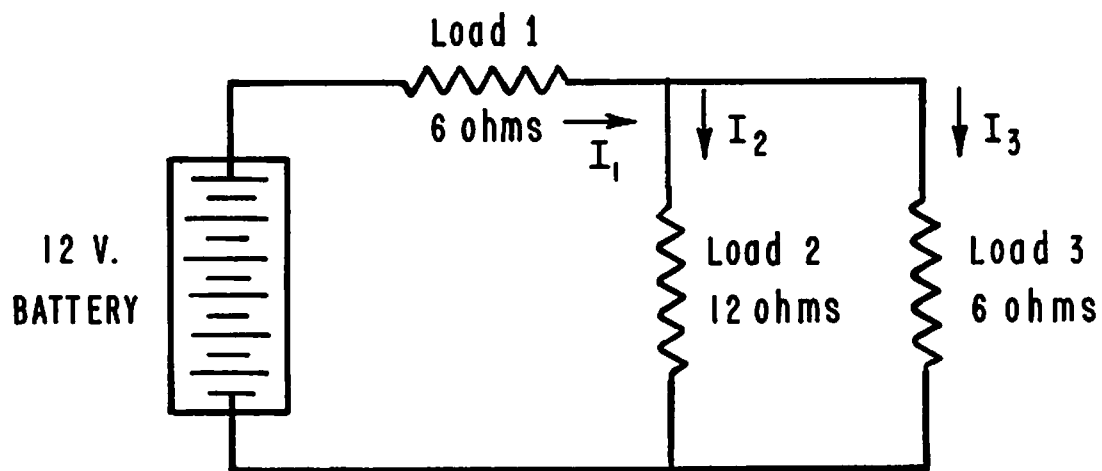 Load 1
6 ohms
I₁
I₂
I₃
12 V.
BATTERY
Load 2
12 ohms
Load 3
6 ohms